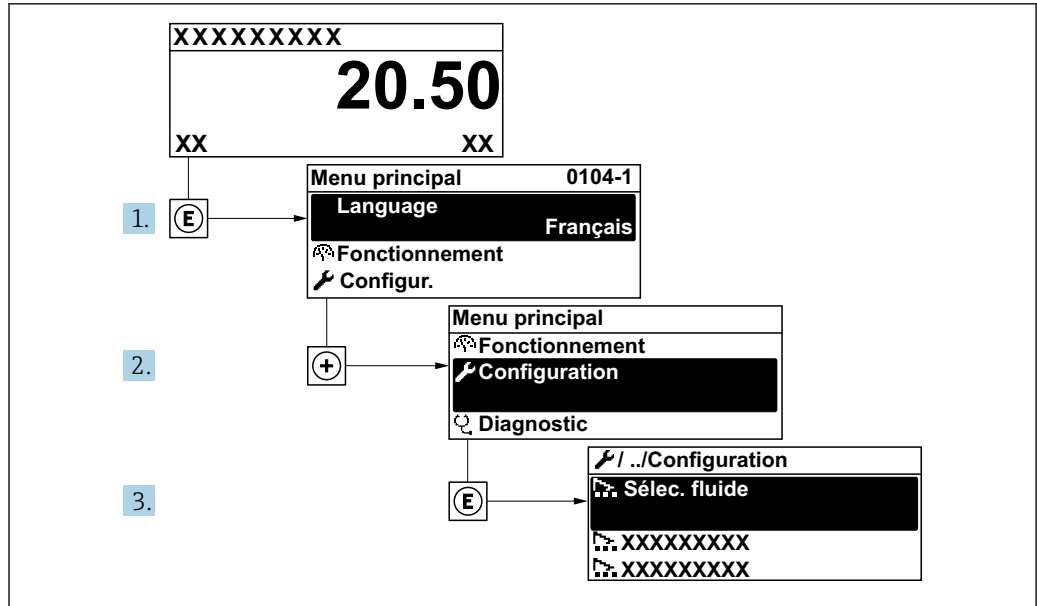 XXXXXXXXX
20.50
XX XX
Menu principal 0104-1
1. E
Language
Français
Fonctionnement
Configur.
Menu principal
2. +
Fonctionnement
Configuration
Diagnostic
/ ../Configuration
3. E
Sélec. fluide
XXXXXXXXX
XXXXXXXXX